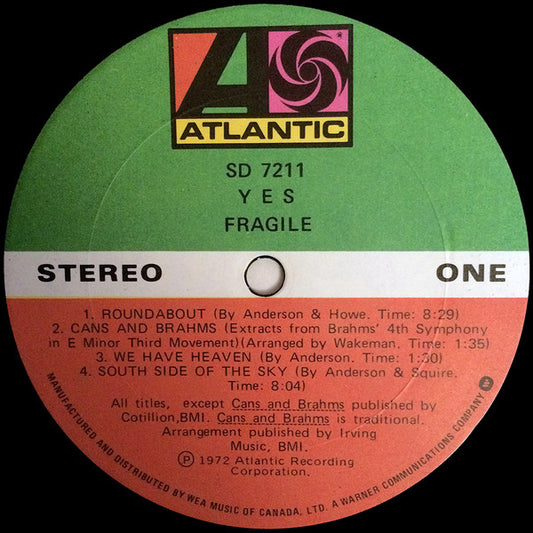 ATLANTIC
SD 7211
YES
FRAGILE
STEREO
ONE
1. ROUNDABOUT (By Anderson & Howe. Time: 8:29)
2. CANS AND BRAHMS (Extracts from Brahms' 4th Symphony
in E Minor Third Movement)(Arranged by Wakeman. Time: 1:35)
3. WE HAVE HEAVEN (By Anderson. Time: 1:30)
4. SOUTH SIDE OF THE SKY (By Anderson & Squire.
Time: 8:04)
All titles, except Cans and Brahms published by
Cotillion,BMI. Cans and Brahms is traditional.
Arrangement published by Irving
Music, BMI.
Ⓟ 1972 Atlantic Recording
Corporation.
MANUFACTURED AND DISTRIBUTED BY WEA MUSIC OF CANADA, LTD. A WARNER COMMUNICATIONS COMPANY